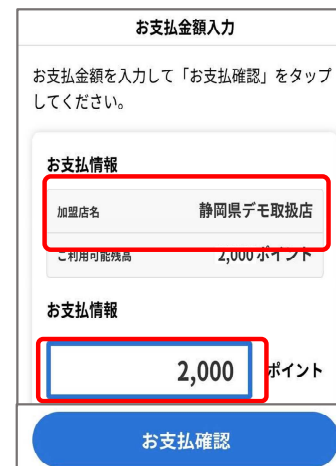 お支払金額入力
お支払金額を入力して「お支払確認」をタップ
してください。
お支払情報
加盟店名 静岡県デモ取扱店
ご利用可能残高 2,000ポイント
お支払情報
2,000 ポイント
お支払確認